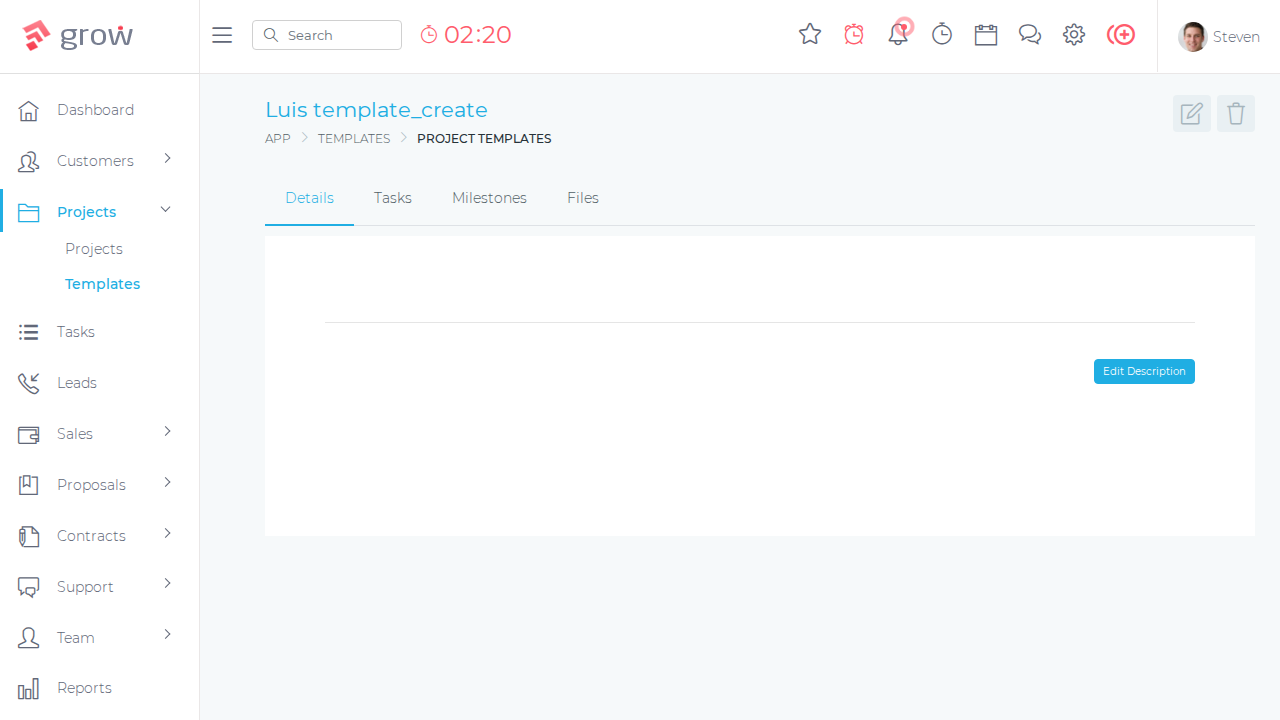 grow
Search
02:20
Steven
Dashboard
Customers
Projects
Projects
Templates
Tasks
Leads
Sales
Proposals
Contracts
Support
Team
Reports
Luis template_create
APP
TEMPLATES
PROJECT TEMPLATES
Details
Tasks
Milestones
Files
Edit Description